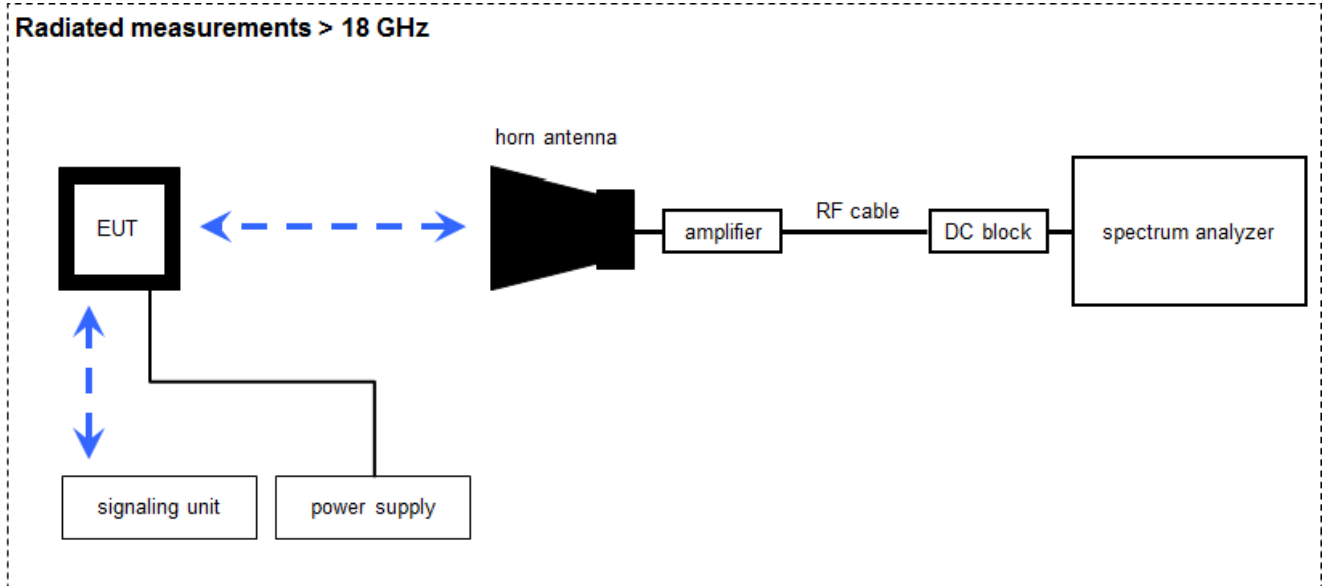 Radiated measurements > 18 GHz
horn antenna
EUT
amplifier
RF cable
DC block
spectrum analyzer
signaling unit
power supply